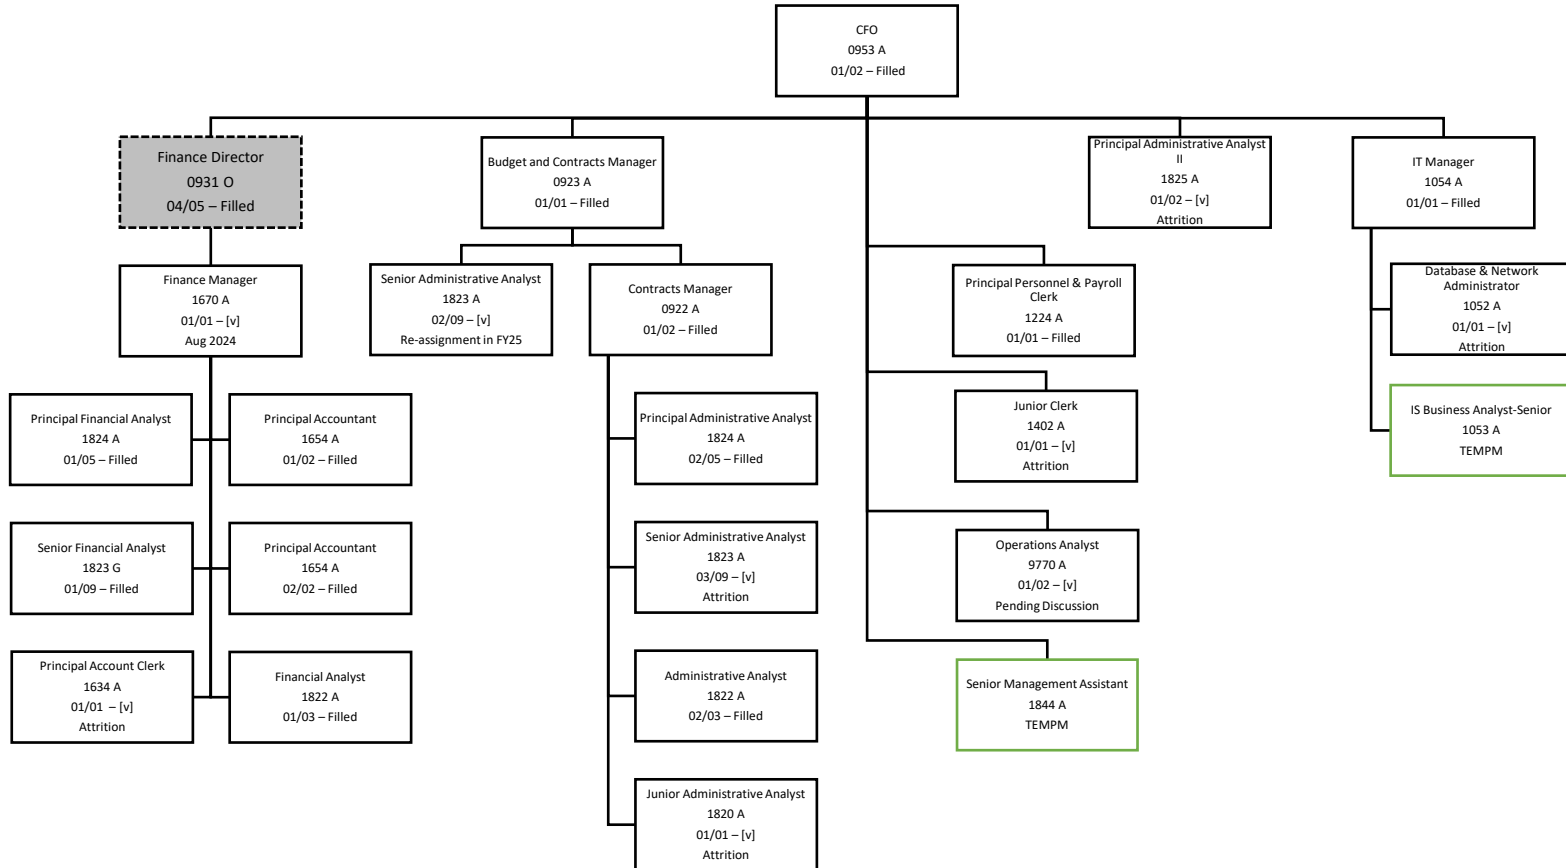 CFO
0953 A
01/02 – Filled
Finance Director
0931 O
04/05 – Filled
Budget and Contracts Manager
0923 A
01/01 – Filled
Principal Administrative Analyst
II
1825 A
01/02 – [v]
Attrition
IT Manager
1054 A
01/01 – Filled
Finance Manager
1670 A
01/01 – [v]
Aug 2024
Senior Administrative Analyst
1823 A
02/09 – [v]
Re-assignment in FY25
Contracts Manager
0922 A
01/02 – Filled
Principal Personnel & Payroll
Clerk
1224 A
01/01 – Filled
Database & Network
Administrator
1052 A
01/01 – [v]
Attrition
Principal Financial Analyst
1824 A
01/05 – Filled
Principal Accountant
1654 A
01/02 – Filled
Principal Administrative Analyst
1824 A
02/05 – Filled
Junior Clerk
1402 A
01/01 – [v]
Attrition
IS Business Analyst-Senior
1053 A
TEMPM
Senior Financial Analyst
1823 G
01/09 – Filled
Principal Accountant
1654 A
02/02 – Filled
Senior Administrative Analyst
1823 A
03/09 – [v]
Attrition
Operations Analyst
9770 A
01/02 – [v]
Pending Discussion
Principal Account Clerk
1634 A
01/01 – [v]
Attrition
Financial Analyst
1822 A
01/03 – Filled
Administrative Analyst
1822 A
02/03 – Filled
Senior Management Assistant
1844 A
TEMPM
Junior Administrative Analyst
1820 A
01/01 – [v]
Attrition